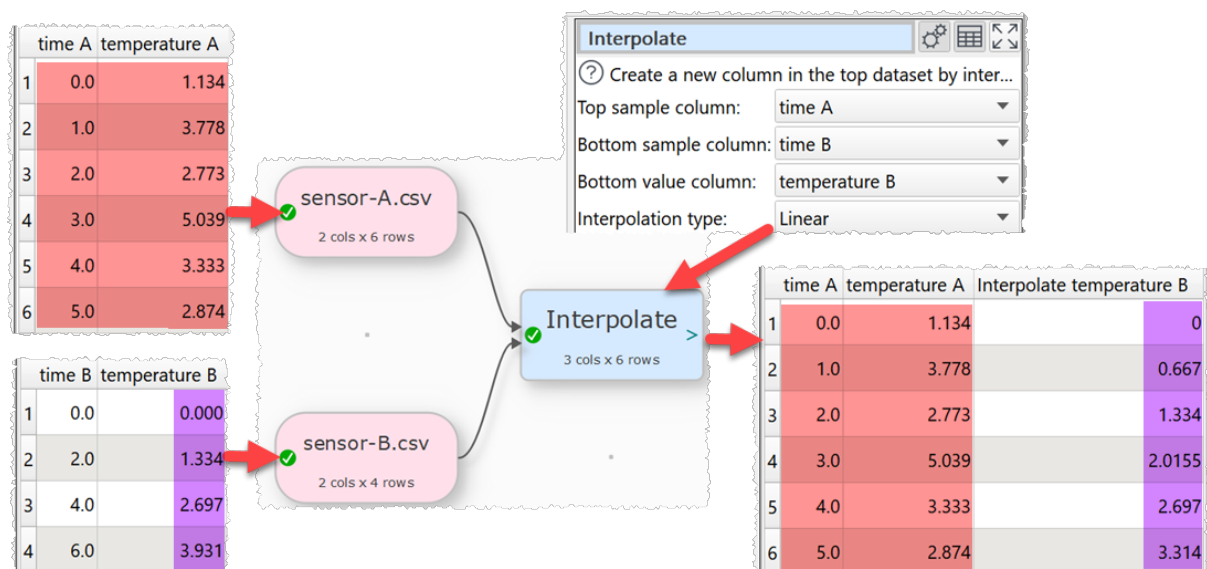 time A temperature A
1 0.0 1.134
2 1.0 3.778
3 2.0 2.773
4 3.0 5.039
5 4.0 3.333
6 5.0 2.874
time B temperature B
1 0.0 0.000
2 2.0 1.334
3 4.0 2.697
4 6.0 3.931
sensor-A.csv
2 cols x 6 rows
sensor-B.csv
2 cols x 4 rows
Interpolate
? Create a new column in the top dataset by inter...
Top sample column: time A
Bottom sample column: time B
Bottom value column: temperature B
Interpolation type: Linear
Interpolate >
3 cols x 6 rows
time A temperature A Interpolate temperature B
1 0.0 1.134 0
2 1.0 3.778 0.667
3 2.0 2.773 1.334
4 3.0 5.039 2.0155
5 4.0 3.333 2.697
6 5.0 2.874 3.314